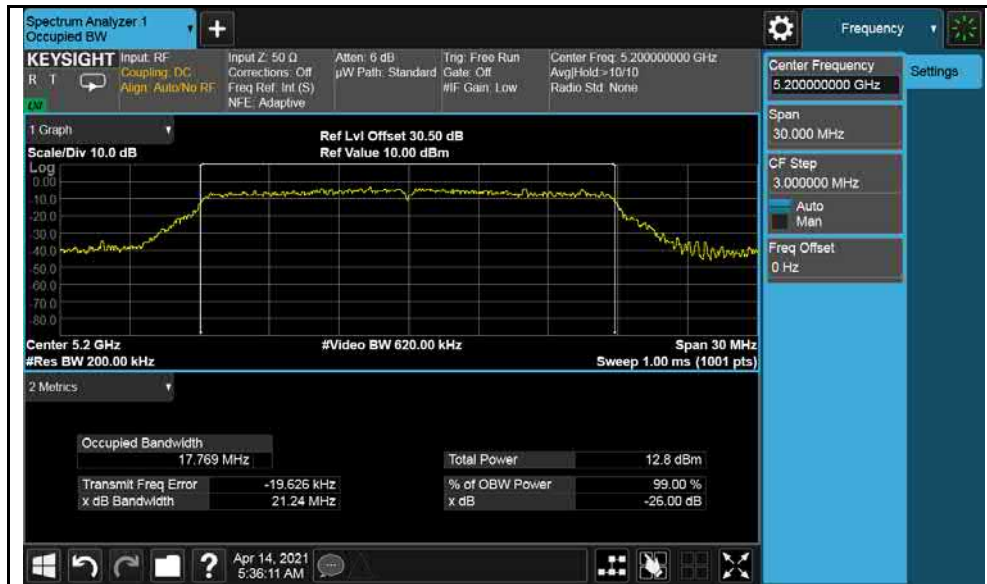 Spectrum Analyzer 1
Occupied BW
+
Frequency
KEYSIGHT
R T
Input: RF
Coupling: DC
Align: Auto/No RF
Input Z: 50 Ω
Corrections: Off
Freq Ref: Int (S)
NFE: Adaptive
Atten: 6 dB
µW Path: Standard
Trig: Free Run
Gate: Off
#IF Gain: Low
Center Freq: 5.200000000 GHz
Avg|Hold:>10/10
Radio Std: None
Center Frequency
5.200000000 GHz
Settings
Span
30.000 MHz
CF Step
3.000000 MHz
Auto
Man
Freq Offset
0 Hz
1 Graph
Scale/Div 10.0 dB
Ref Lvl Offset 30.50 dB
Ref Value 10.00 dBm
Log
0.00
-10.0
-20.0
-30.0
-40.0
-50.0
-60.0
-70.0
-80.0
Center 5.2 GHz
#Video BW 620.00 kHz
Span 30 MHz
#Res BW 200.00 kHz
Sweep 1.00 ms (1001 pts)
2 Metrics
Occupied Bandwidth
17.769 MHz
Total Power 12.8 dBm
Transmit Freq Error -19.626 kHz
% of OBW Power 99.00 %
x dB Bandwidth 21.24 MHz
x dB -26.00 dB
?
Apr 14, 2021
5:36:11 AM